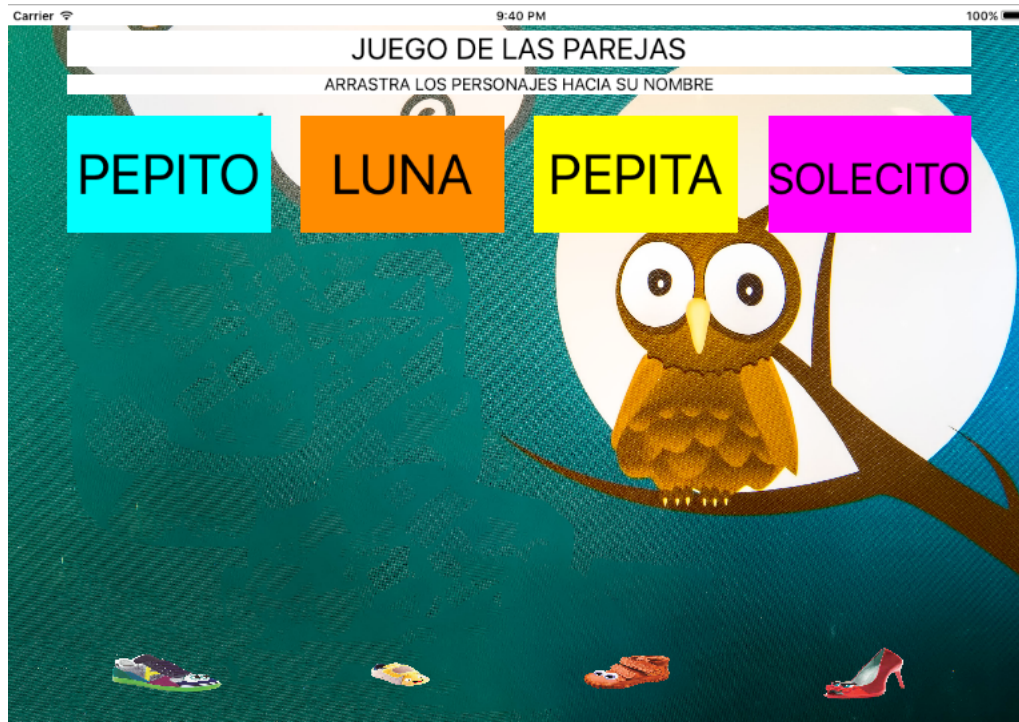 Carrier 9:40 PM 100%
JUEGO DE LAS PAREJAS
ARRASTRA LOS PERSONAJES HACIA SU NOMBRE
PEPITO LUNA PEPITA SOLECITO